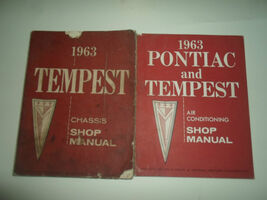 1963
TEMPEST
CHASSIS
SHOP
MANUAL
1963
PONTIAC
and
TEMPEST
AIR
CONDITIONING
SHOP
MANUAL